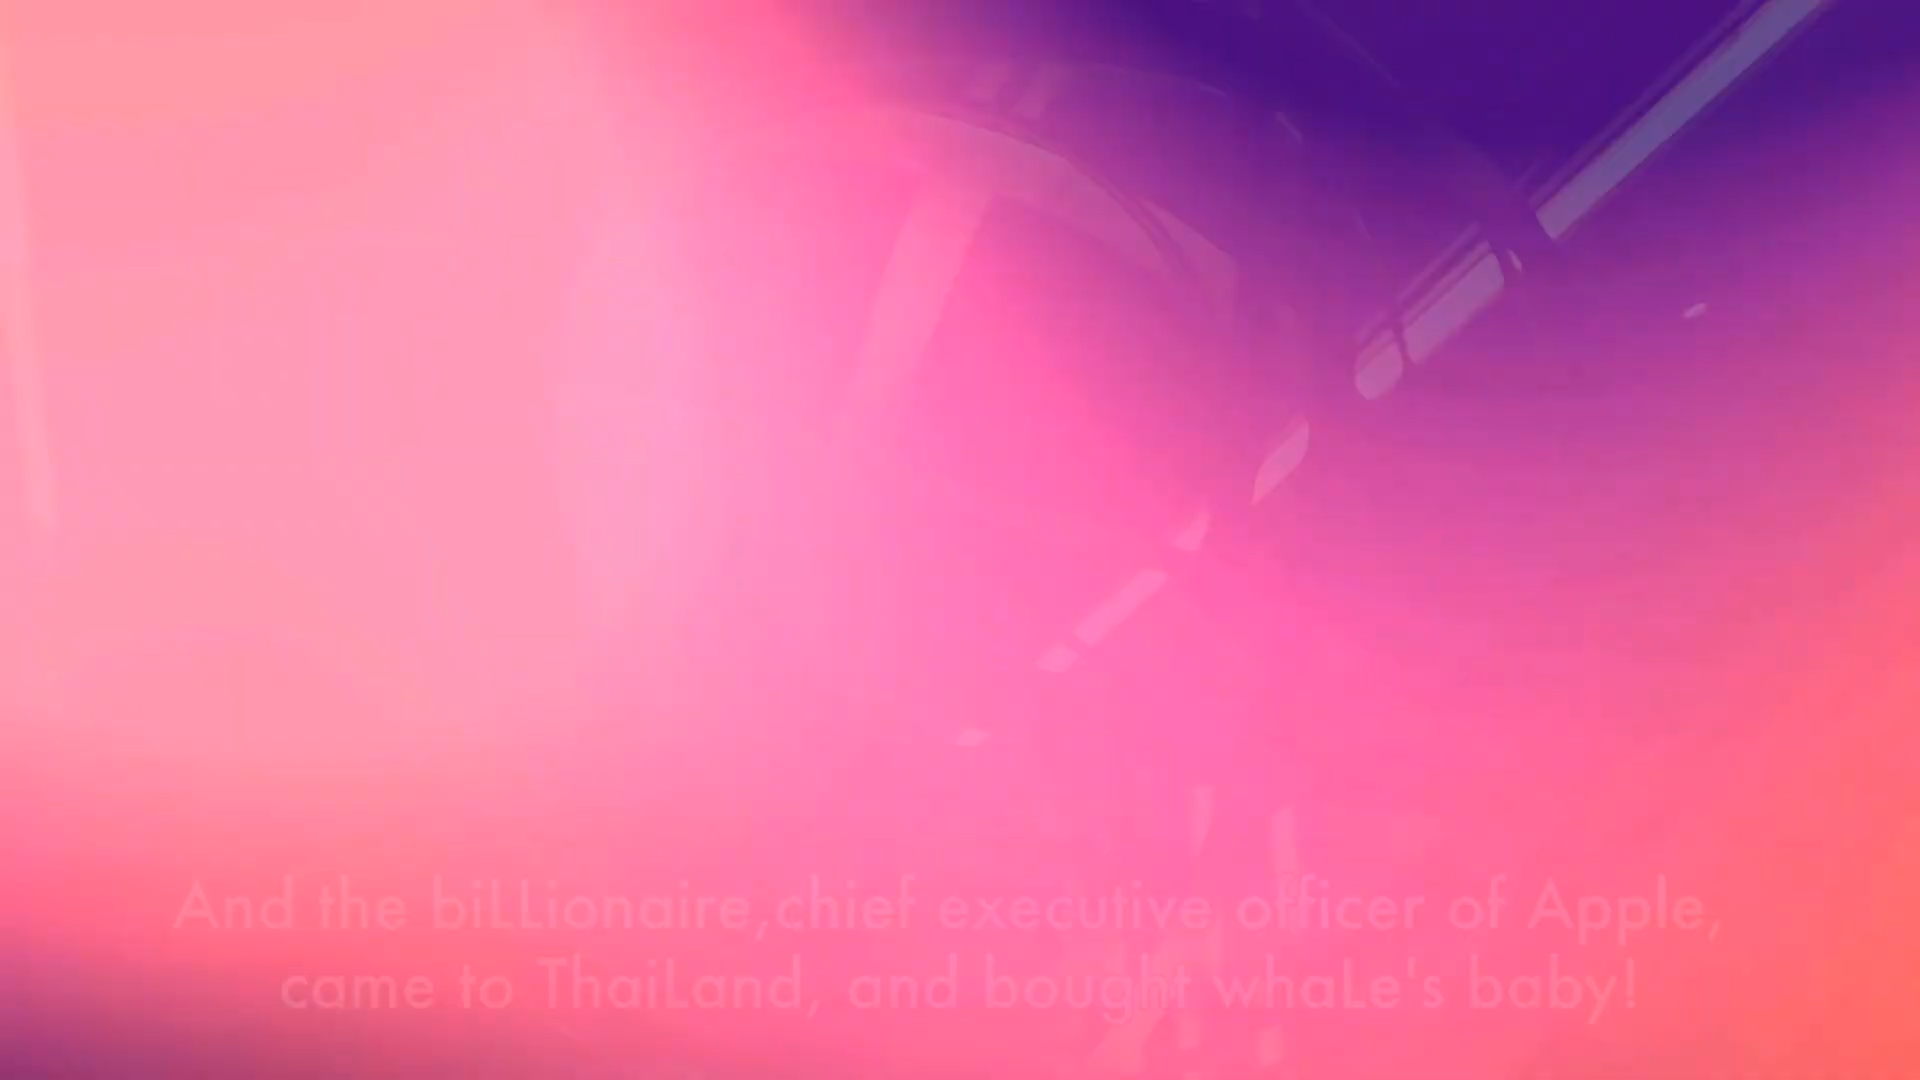 And the biLLionaire,chief executive officer of Apple,
came to ThaiLand, and bought whaLe's baby!